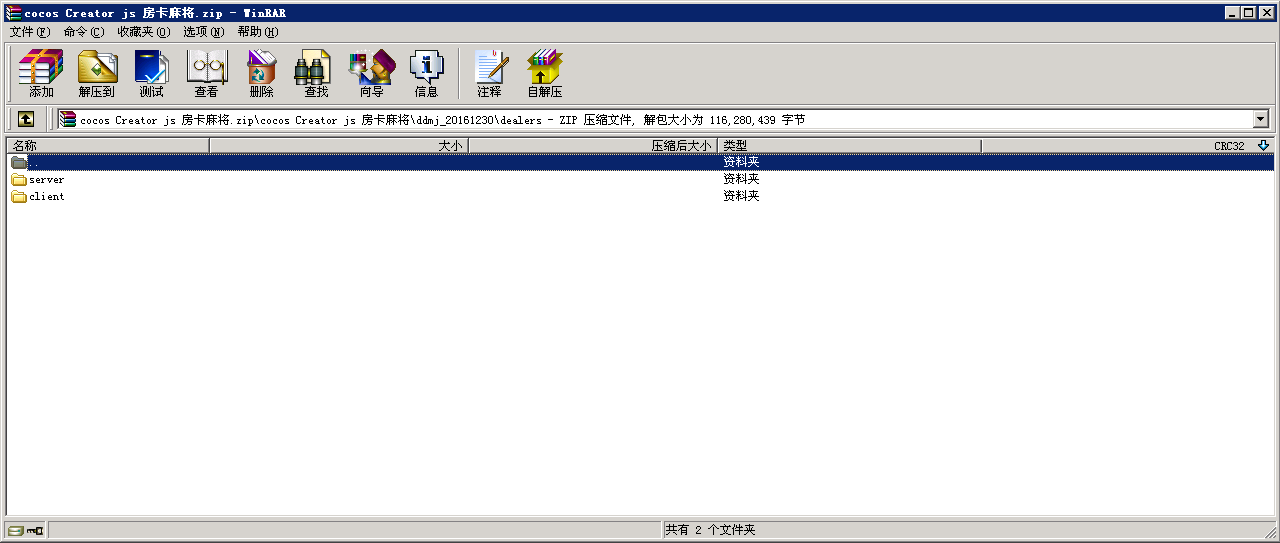 cocos Creator js 房卡麻将.zip - WinRAR
文件(F) 命令(C) 收藏夹(O) 选项(N) 帮助(H)
添加 解压到 测试 查看 删除 查找 向导 信息 注释 自解压
cocos Creator js 房卡麻将.zip\cocos Creator js 房卡麻将\ddmj_20161230\dealers - ZIP 压缩文件, 解包大小为 116,280,439 字节
名称 大小 压缩后大小 类型 CRC32
.. 资料夹
server 资料夹
client 资料夹
共有 2 个文件夹